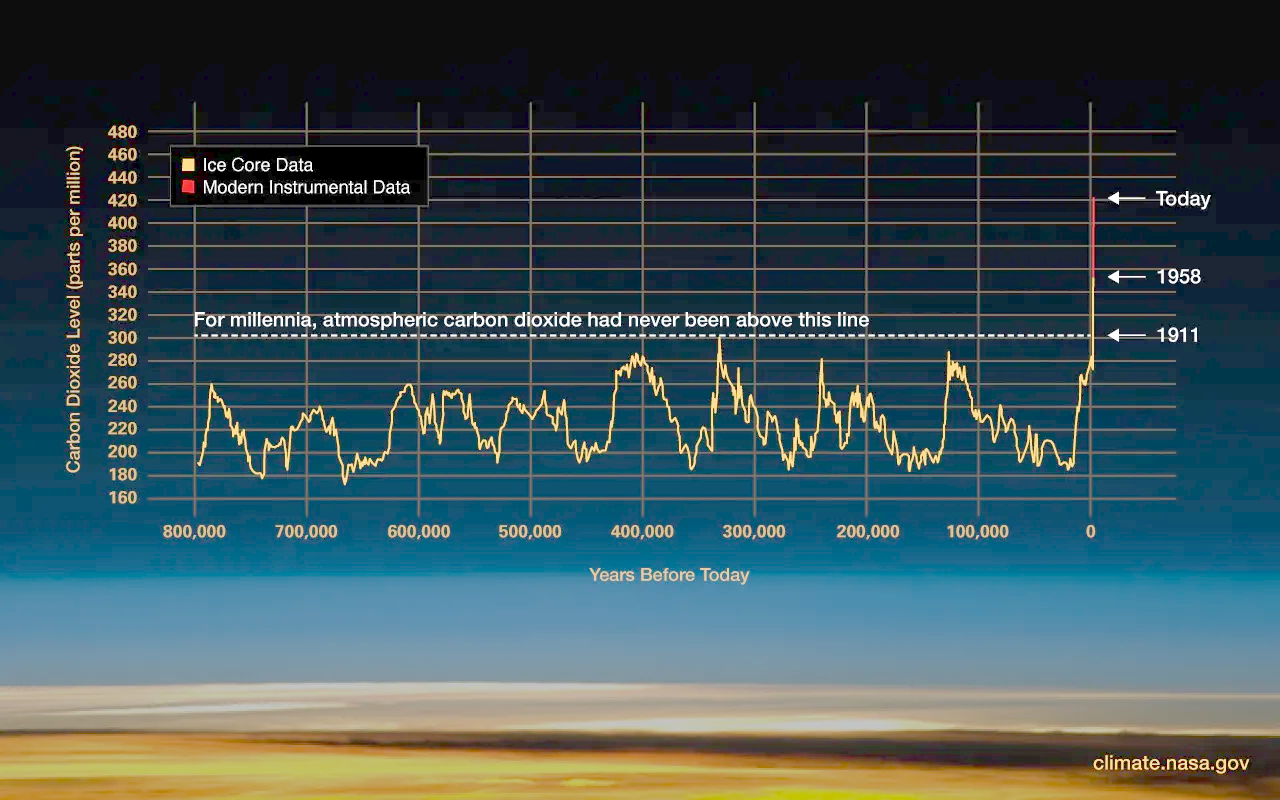 480
460
440
420
400
380
360
340
320
300
280
260
240
220
200
180
160
Carbon Dioxide Level (parts per million)
Ice Core Data
Modern Instrumental Data
Today
1958
For millennia, atmospheric carbon dioxide had never been above this line
1911
800,000 700,000 600,000 500,000 400,000 300,000 200,000 100,000 0
Years Before Today
climate.nasa.gov